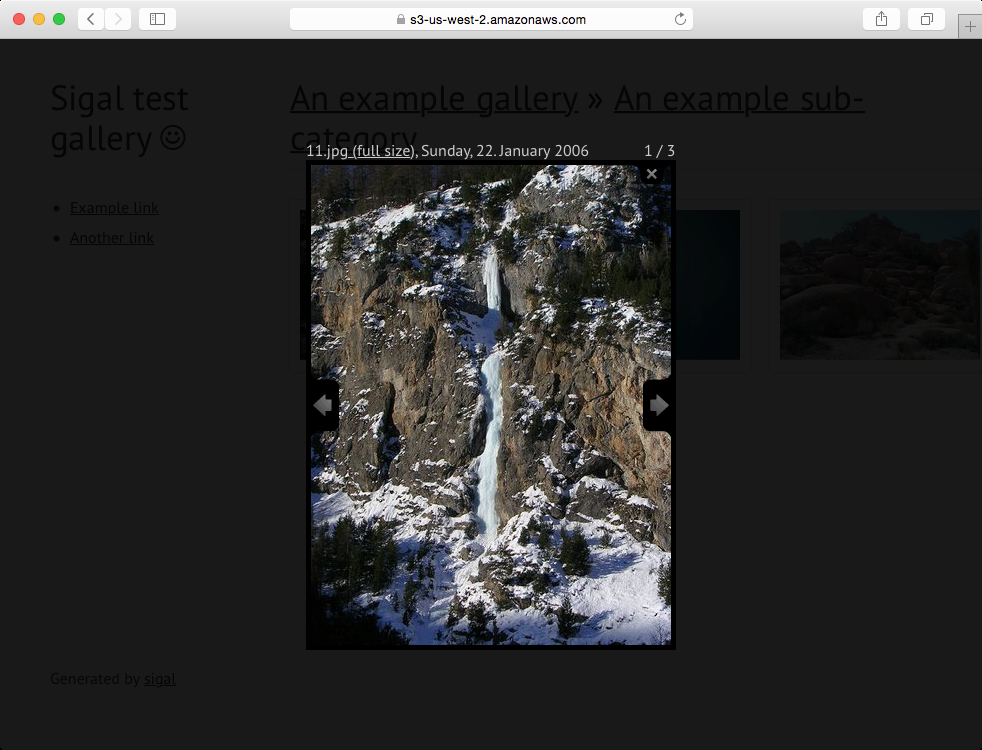 s3-us-west-2.amazonaws.com
Sigal test
gallery ☺
An example gallery » An example sub-
category
11.jpg (full size), Sunday, 22. January 2006
1 / 3
Example link
Another link
Generated by sigal